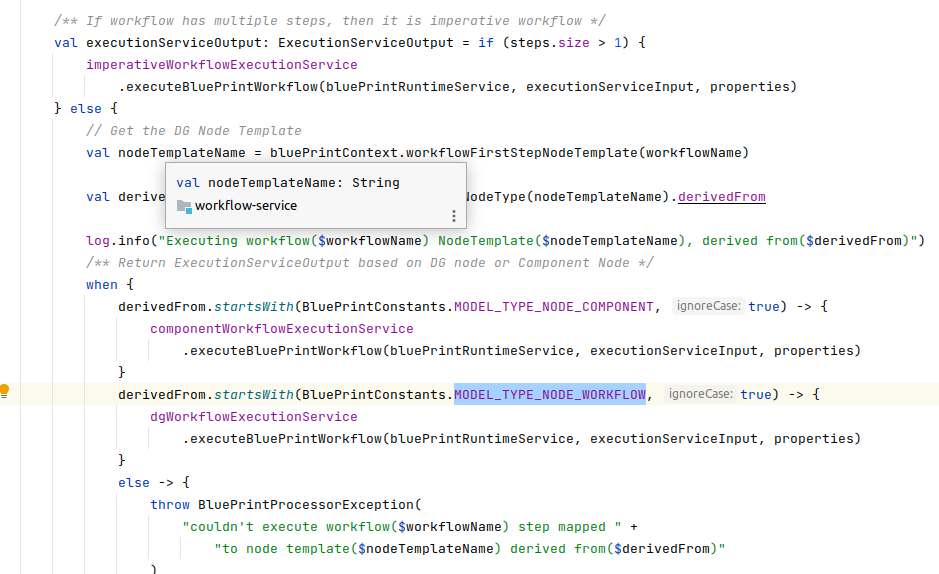 /** If workflow has multiple steps, then it is imperative workflow */
val executionServiceOutput: ExecutionServiceOutput = if (steps.size > 1) {
imperativeWorkflowExecutionService
.executeBluePrintWorkflow(bluePrintRuntimeService, executionServiceInput, properties)
} else {
// Get the DG Node Template
val nodeTemplateName = bluePrintContext.workflowFirstStepNodeTemplate(workflowName)
val nodeTemplateName: String
val derive NodeType(nodeTemplateName).derivedFrom
workflow-service
log.info("Executing workflow($workflowName) NodeTemplate($nodeTemplateName), derived from($derivedFrom)")
/** Return ExecutionServiceOutput based on DG node or Component Node */
when {
derivedFrom.startsWith(BluePrintConstants.MODEL_TYPE_NODE_COMPONENT, ignoreCase: true) -> {
componentWorkflowExecutionService
.executeBluePrintWorkflow(bluePrintRuntimeService, executionServiceInput, properties)
}
derivedFrom.startsWith(BluePrintConstants.MODEL_TYPE_NODE_WORKFLOW, ignoreCase: true) -> {
dgWorkflowExecutionService
.executeBluePrintWorkflow(bluePrintRuntimeService, executionServiceInput, properties)
}
else -> {
throw BluePrintProcessorException(
"couldn't execute workflow($workflowName) step mapped " +
"to node template($nodeTemplateName) derived from($derivedFrom)"
)